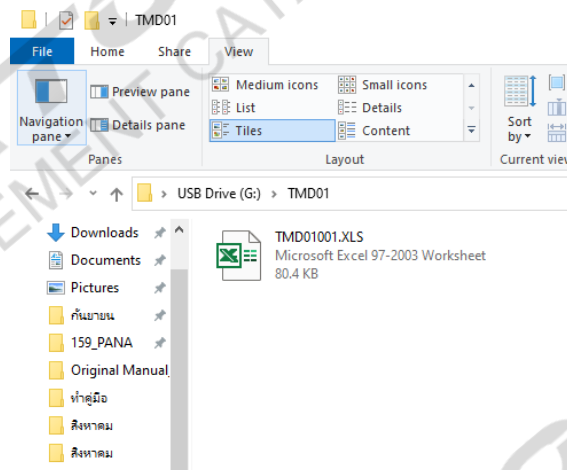 TMD01
File Home Share View
Navigation pane
Preview pane
Details pane
Panes
Medium icons Small icons
List Details
Tiles Content
Layout
Sort by
Current view
USB Drive (G:) > TMD01
Downloads
Documents
Pictures
กันยายน
159_PANA
Original Manual_
ทำคู่มือ
สิงหาคม
สิงหาคม
TMD01001.XLS
Microsoft Excel 97-2003 Worksheet
80.4 KB